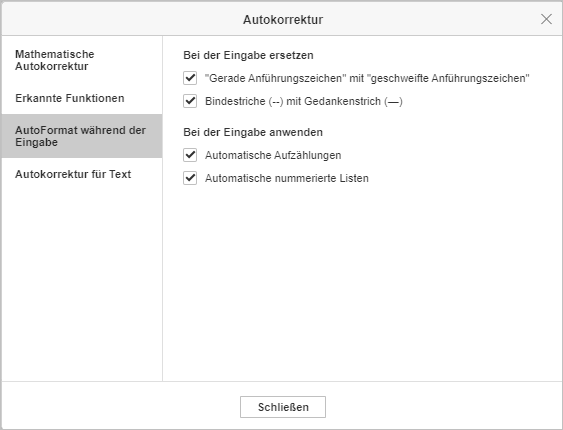 Autokorrektur
Mathematische
Autokorrektur
Erkannte Funktionen
AutoFormat während der
Eingabe
Autokorrektur für Text
Bei der Eingabe ersetzen
"Gerade Anführungszeichen" mit "geschweifte Anführungszeichen"
Bindestriche (--) mit Gedankenstrich (—)
Bei der Eingabe anwenden
Automatische Aufzählungen
Automatische nummerierte Listen
Schließen